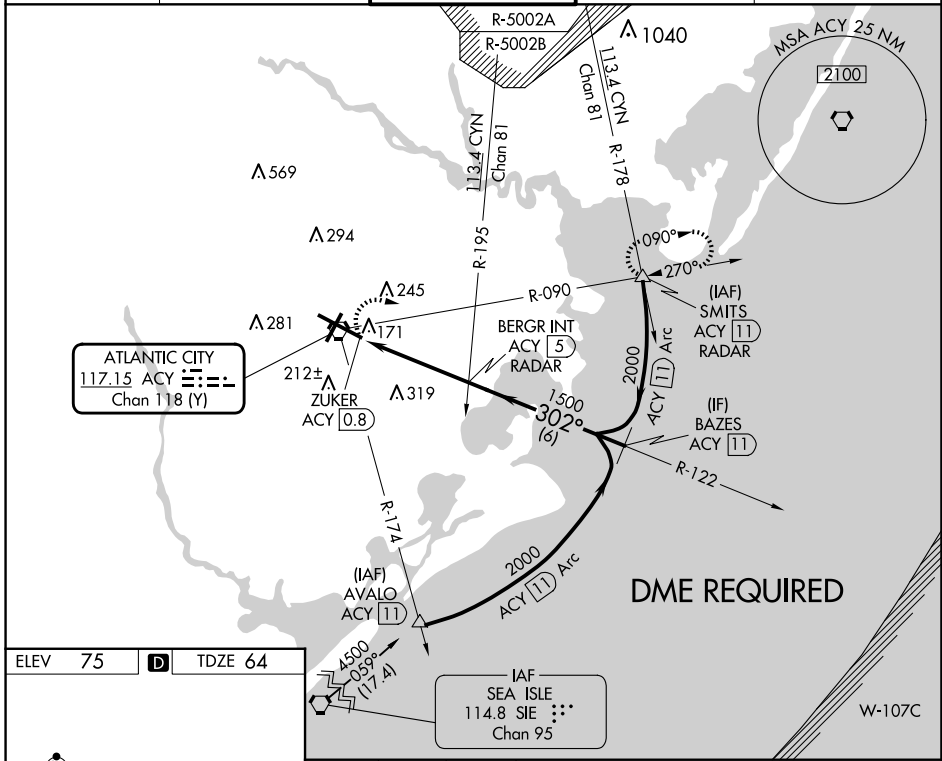 R-5002A
R-5002B
1040
MSA ACY 25 NM
2100
113.4 CYN
Chan 81
R-178
113.4 CYN
Chan 81
R-195
569
294
245
281
171
212±
319
R-090
090°
270°
(IAF)
SMITS
ACY 11
RADAR
BERGR INT
ACY 5
RADAR
ATLANTIC CITY
117.15 ACY
Chan 118 (Y)
ZUKER
ACY 0.8
1500
302°
(6)
2000
ACY 11 Arc
(IF)
BAZES
ACY 11
R-122
R-174
(IAF)
AVALO
ACY 11
2000
ACY 11 Arc
DME REQUIRED
ELEV 75 D TDZE 64
4500
059°
(17.4)
IAF
SEA ISLE
114.8 SIE
Chan 95
W-107C